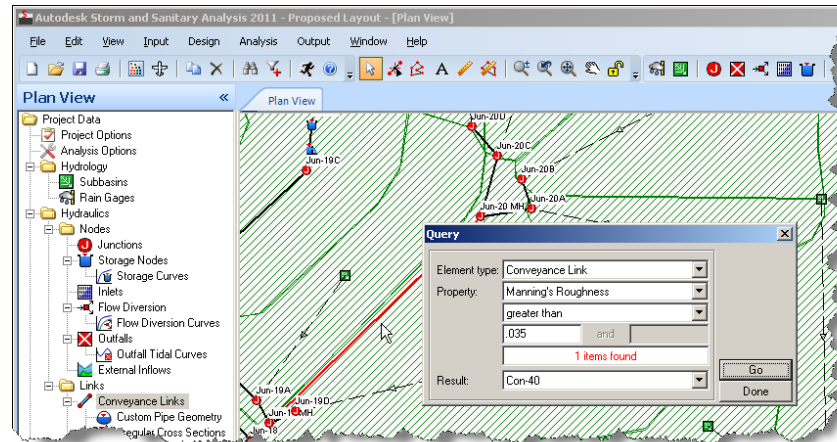 Autodesk Storm and Sanitary Analysis 2011 - Proposed Layout - [Plan View]
File Edit View Input Design Analysis Output Window Help
Plan View «
Plan View
Project Data
Project Options
Analysis Options
Hydrology
Subbasins
Rain Gages
Hydraulics
Nodes
Junctions
Storage Nodes
Storage Curves
Inlets
Flow Diversion
Flow Diversion Curves
Outfalls
Outfall Tidal Curves
External Inflows
Links
Conveyance Links
Custom Pipe Geometry
Irregular Cross Sections
Jun-20D
Jun-20C
Jun-19C
Jun-20B
Jun-20A
Jun-20 MH
Query
Element type: Conveyance Link
Property: Manning's Roughness
greater than
.035 and
1 items found
Go
Result: Con-40
Done
Jun-19A
Jun-19D
Jun-18